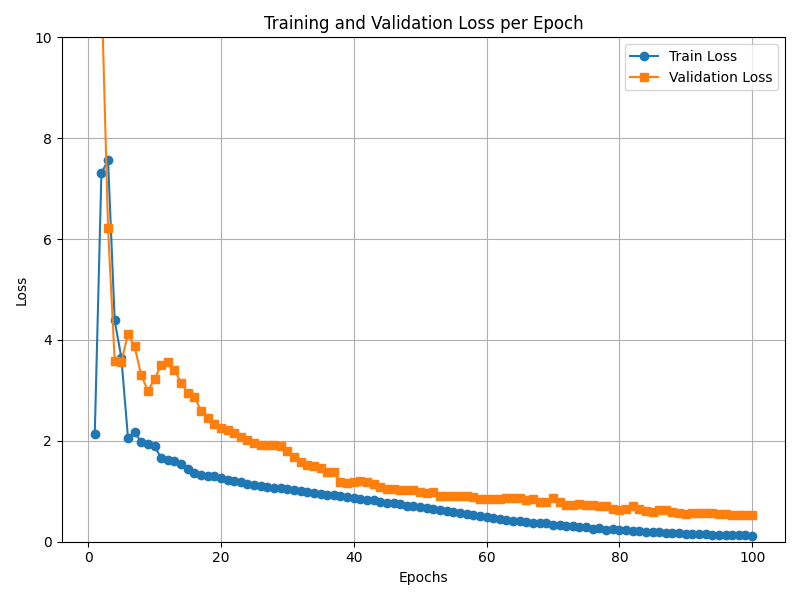 Training and Validation Loss per Epoch
Train Loss
Validation Loss
10
8
6
4
2
0
Loss
0 20 40 60 80 100
Epochs